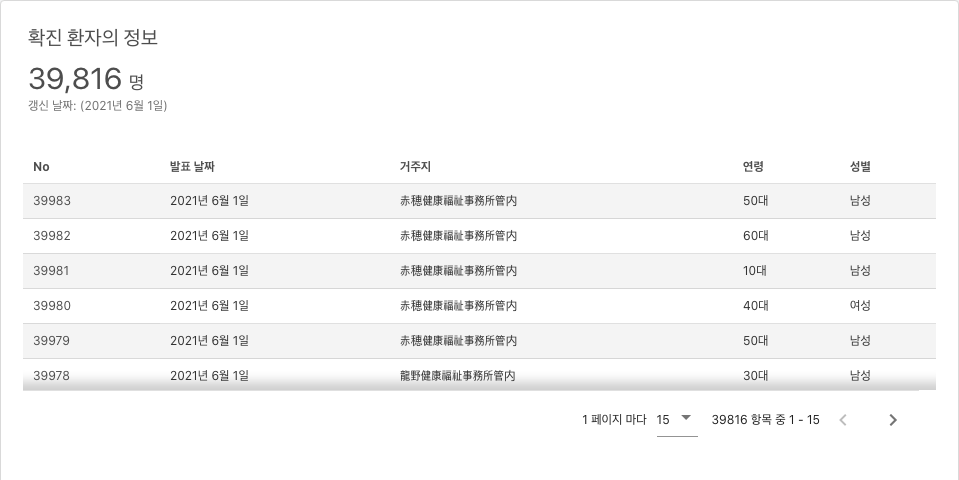 확진 환자의 정보
39,816 명
갱신 날짜: (2021년 6월 1일)
No 발표 날짜 거주지 연령 성별
39983 2021년 6월 1일 赤穂健康福祉事務所管内 50대 남성
39982 2021년 6월 1일 赤穂健康福祉事務所管内 60대 남성
39981 2021년 6월 1일 赤穂健康福祉事務所管内 10대 남성
39980 2021년 6월 1일 赤穂健康福祉事務所管内 40대 여성
39979 2021년 6월 1일 赤穂健康福祉事務所管内 50대 남성
39978 2021년 6월 1일 龍野健康福祉事務所管内 30대 남성
1 페이지 마다 15 39816 항목 중 1 - 15